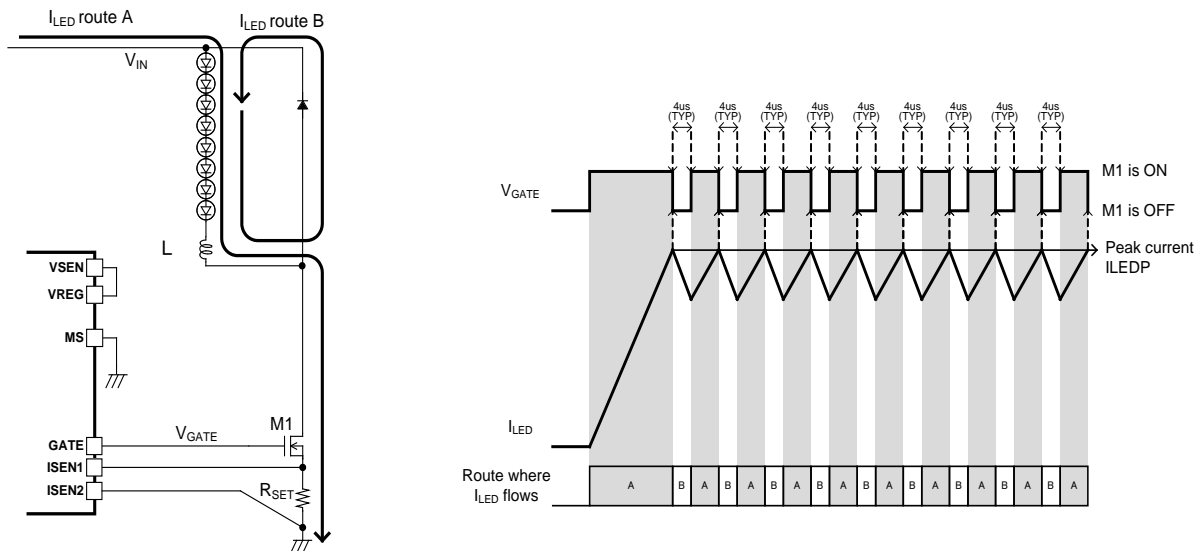 ILED route A
ILED route B
VIN
L
VSEN
VREG
MS
GATE
ISEN1
ISEN2
VGATE
M1
RSET
4us 4us 4us 4us 4us 4us 4us 4us 4us
(TYP) (TYP) (TYP) (TYP) (TYP) (TYP) (TYP) (TYP) (TYP)
VGATE
M1 is ON
M1 is OFF
Peak current
ILEDP
ILED
Route where
ILED flows
A B A B A B A B A B A B A B A B A B A